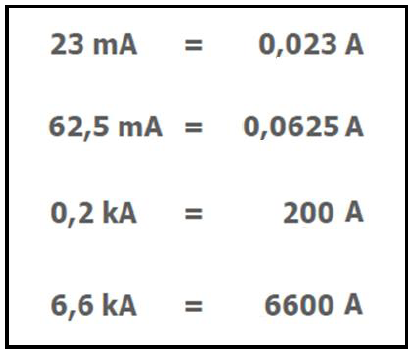 23 mA = 0,023 A
62,5 mA = 0,0625 A
0,2 kA = 200 A
6,6 kA = 6600 A